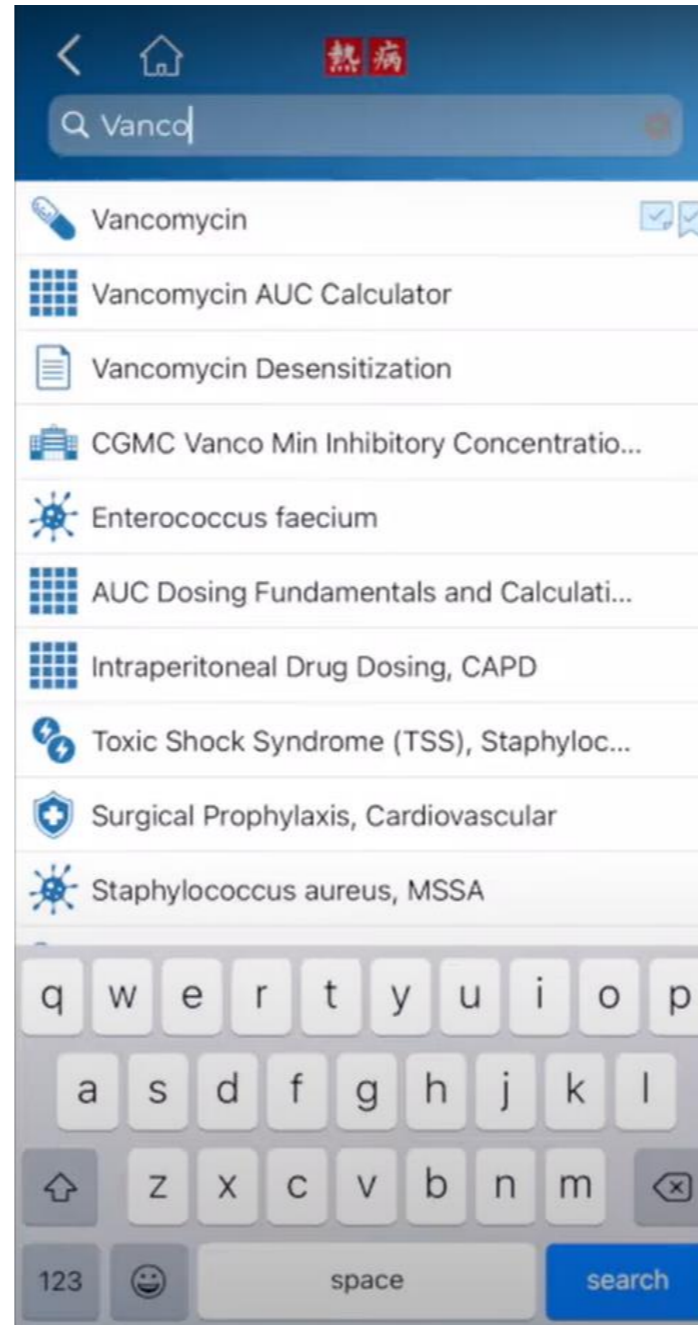 熱病
Vanco
Vancomycin
Vancomycin AUC Calculator
Vancomycin Desensitization
CGMC Vanco Min Inhibitory Concentratio...
Enterococcus faecium
AUC Dosing Fundamentals and Calculati...
Intraperitoneal Drug Dosing, CAPD
Toxic Shock Syndrome (TSS), Staphyloc...
Surgical Prophylaxis, Cardiovascular
Staphylococcus aureus, MSSA
q w e r t y u i o p
a s d f g h j k l
z x c v b n m
123 space search